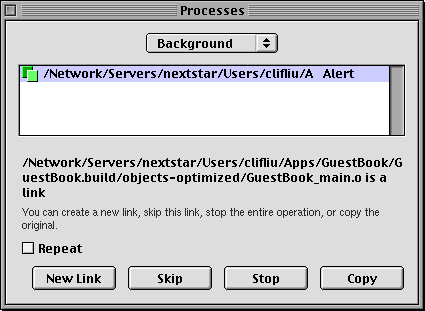 Processes
Background
/Network/Servers/nextstar/Users/clifliu/A Alert
/Network/Servers/nextstar/Users/clifliu/Apps/GuestBook/G
uestBook.build/objects-optimized/GuestBook_main.o is a
link
You can create a new link, skip this link, stop the entire operation, or copy the
original.
Repeat
New Link Skip Stop Copy